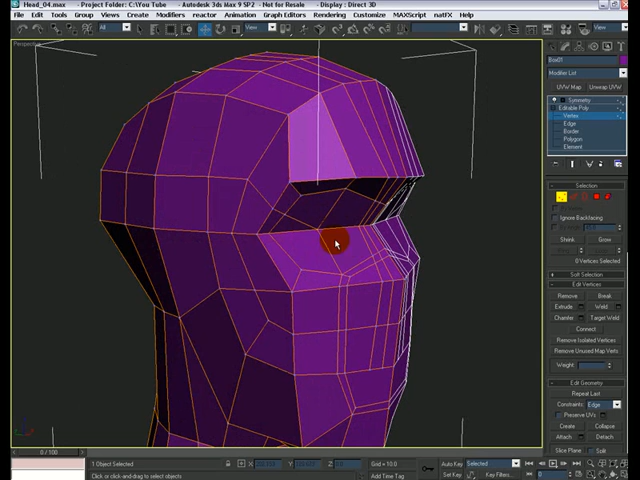 Head_04.max - Project Folder: C:\You Tube - Autodesk 3ds Max 9 SP2 - Not for Resale - Display : Direct 3D
File Edit Tools Group Views Create Modifiers reactor Animation Graph Editors Rendering Customize MAXScript natFX Help
All View View
Perspective
Box01
Modifier List
UVW Map Unwrap UVW
Symmetry
Editable Poly
Vertex
Edge
Border
Polygon
Element
Selection
Ignore Backfacing
Shrink Grow
0 Vertices Selected
Soft Selection
Edit Vertices
Remove Break
Extrude Weld
Chamfer Target Weld
Connect
Remove Isolated Vertices
Remove Unused Map Verts
Weight:
Edit Geometry
Repeat Last
Constraints: Edge
Preserve UVs
Create Collapse
Attach Detach
Slice Plane Split
0 / 100
1 Object Selected X: Y: Z: Grid = 10.0 Auto Key Selected
Click or click-and-drag to select objects Add Time Tag Set Key Key Filters... 0